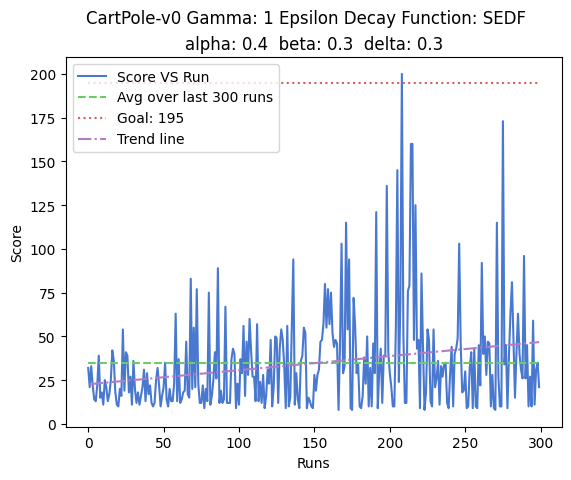 CartPole-v0 Gamma: 1 Epsilon Decay Function: SEDF
alpha: 0.4  beta: 0.3  delta: 0.3
Score VS Run
Avg over last 300 runs
Goal: 195
Trend line
200
175
150
125
100
75
50
25
0
Score
0
50
100
150
200
250
300
Runs